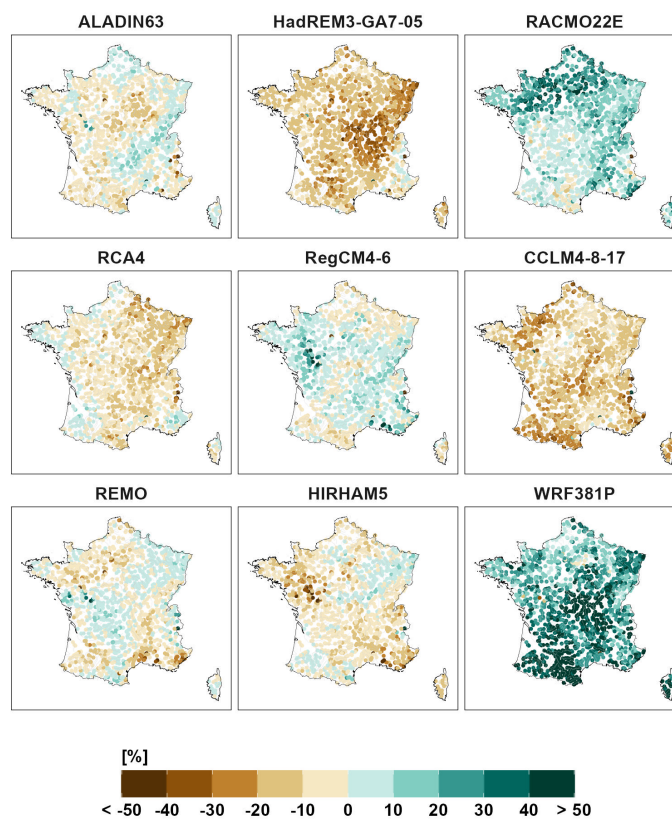 ALADIN63 HadREM3-GA7-05 RACMO22E
RCA4 RegCM4-6 CCLM4-8-17
REMO HIRHAM5 WRF381P
[%]
< -50 -40 -30 -20 -10 0 10 20 30 40 > 50